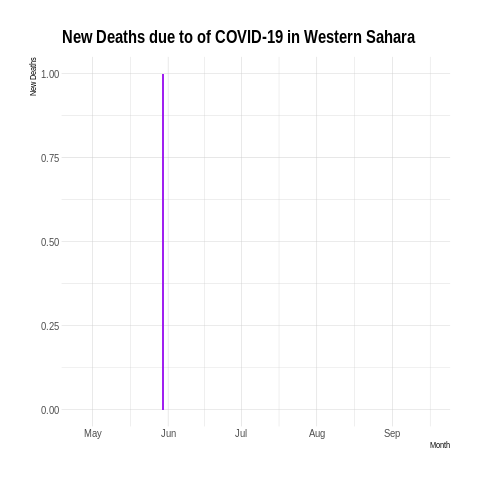 New Deaths due to of COVID-19 in Western Sahara
New Deaths
1.00
0.75
0.50
0.25
0.00
May Jun Jul Aug Sep
Month